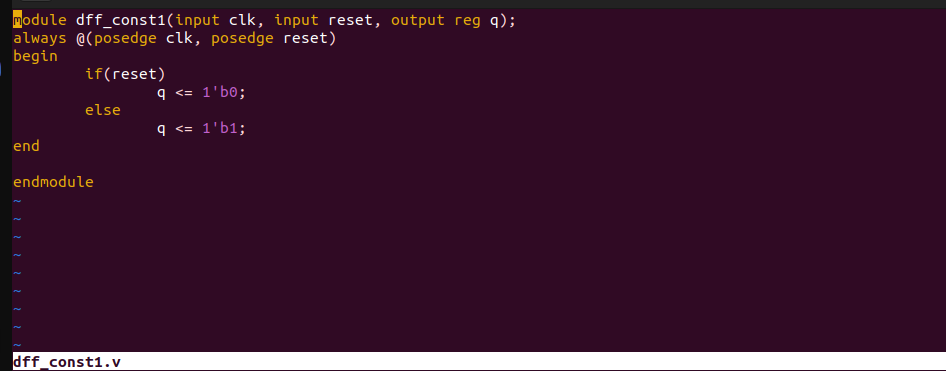 module dff_const1(input clk, input reset, output reg q);
always @(posedge clk, posedge reset)
begin
        if(reset)
                q <= 1'b0;
        else
                q <= 1'b1;
end

endmodule
~
~
~
~
~
~
~
~
~
dff_const1.v